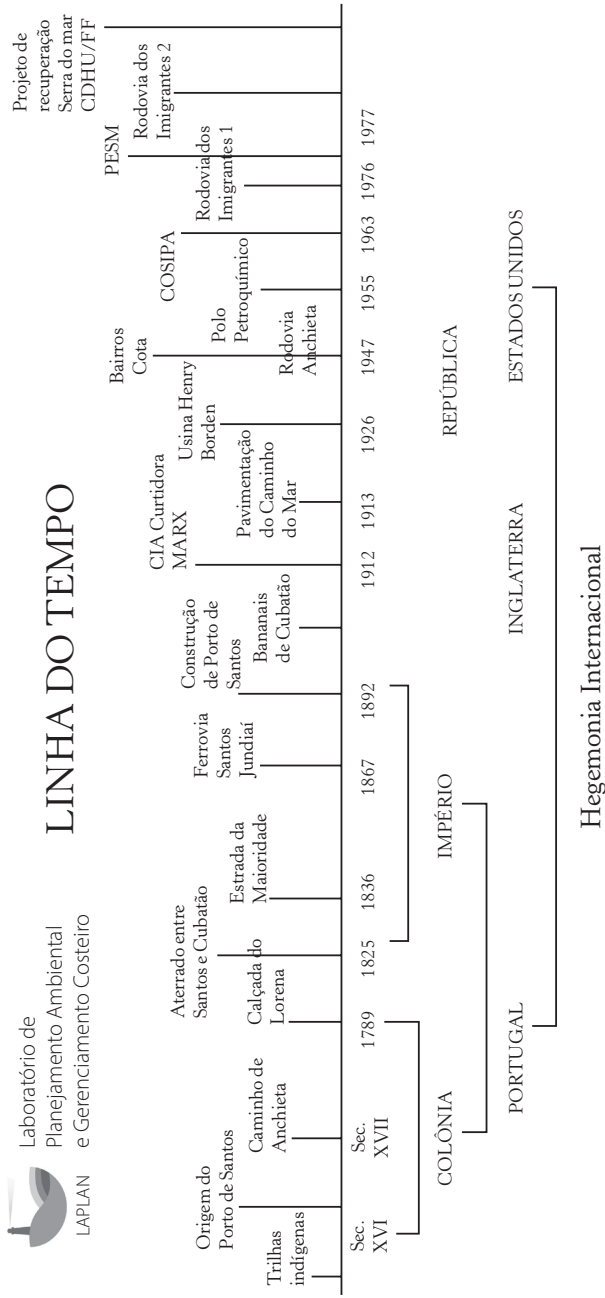 LAPLAN
Laboratório de
Planejamento Ambiental
e Gerenciamento Costeiro
LINHA DO TEMPO
Trilhas
indígenas
Origem do
Porto de Santos
Caminho de
Anchieta
Calçada do
Lorena
Aterrado entre
Santos e Cubatão
Estrada da
Maioridade
Ferrovia
Santos
Jundiaí
Construção
de Porto de
Santos
Bananais
de Cubatão
CIA Curtidora
MARX
Pavimentação
do Caminho
do Mar
Usina Henry
Borden
Bairros
Cota
Rodovia
Anchieta
Polo
Petroquímico
COSIPA
Rodovia dos
Imigrantes 1
PESM
Rodovia dos
Imigrantes 2
Projeto de
recuperação
Serra do mar
CDHU/FF
Sec.
XVI
Sec.
XVII
1789
1825
1836
1867
1892
1912
1913
1926
1947
1955
1963
1976
1977
COLÔNIA
IMPÉRIO
REPÚBLICA
PORTUGAL
INGLATERRA
ESTADOS UNIDOS
Hegemonia Internacional